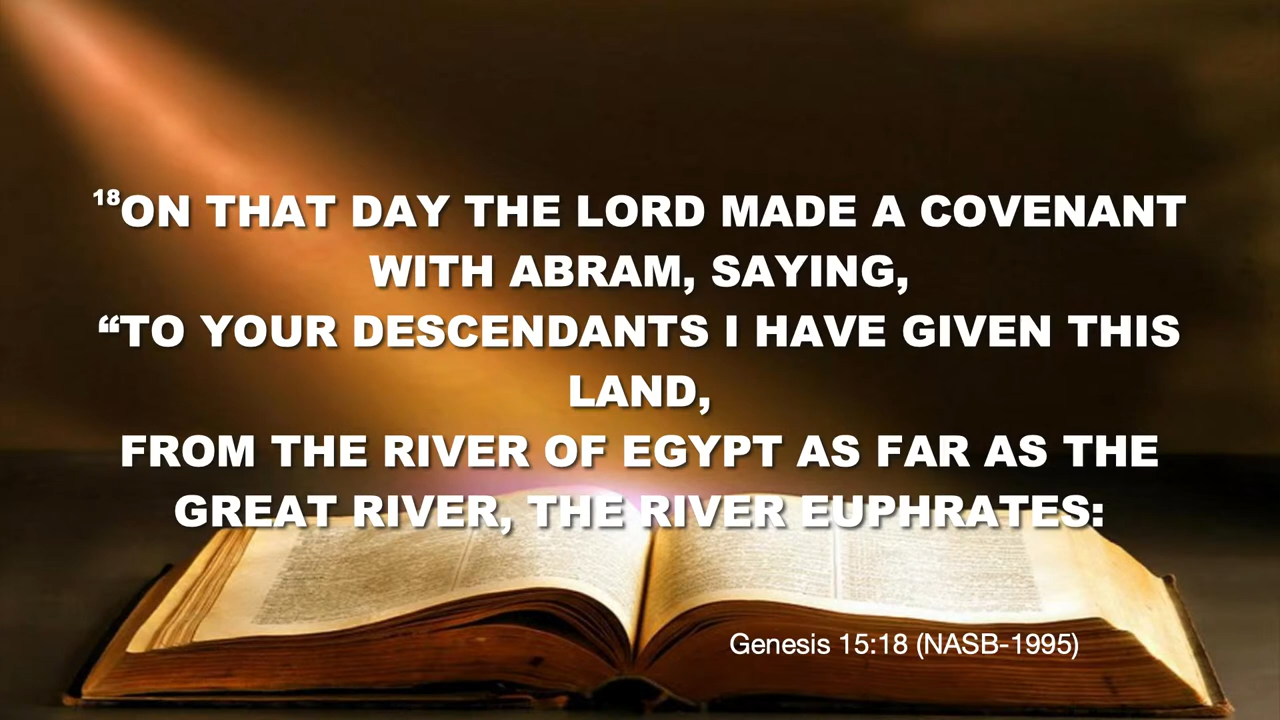 ¹⁸ON THAT DAY THE LORD MADE A COVENANT
WITH ABRAM, SAYING,
“TO YOUR DESCENDANTS I HAVE GIVEN THIS
LAND,
FROM THE RIVER OF EGYPT AS FAR AS THE
GREAT RIVER, THE RIVER EUPHRATES:
Genesis 15:18 (NASB-1995)